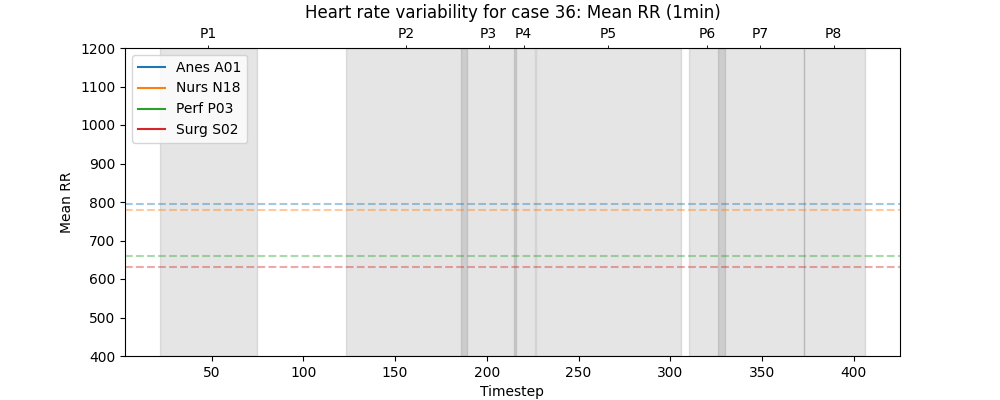 Heart rate variability for case 36: Mean RR (1min)
P1 P2 P3 P4 P5 P6 P7 P8
1200
1100
1000
900
800
700
600
500
400
Mean RR
Anes A01
Nurs N18
Perf P03
Surg S02
50 100 150 200 250 300 350 400
Timestep